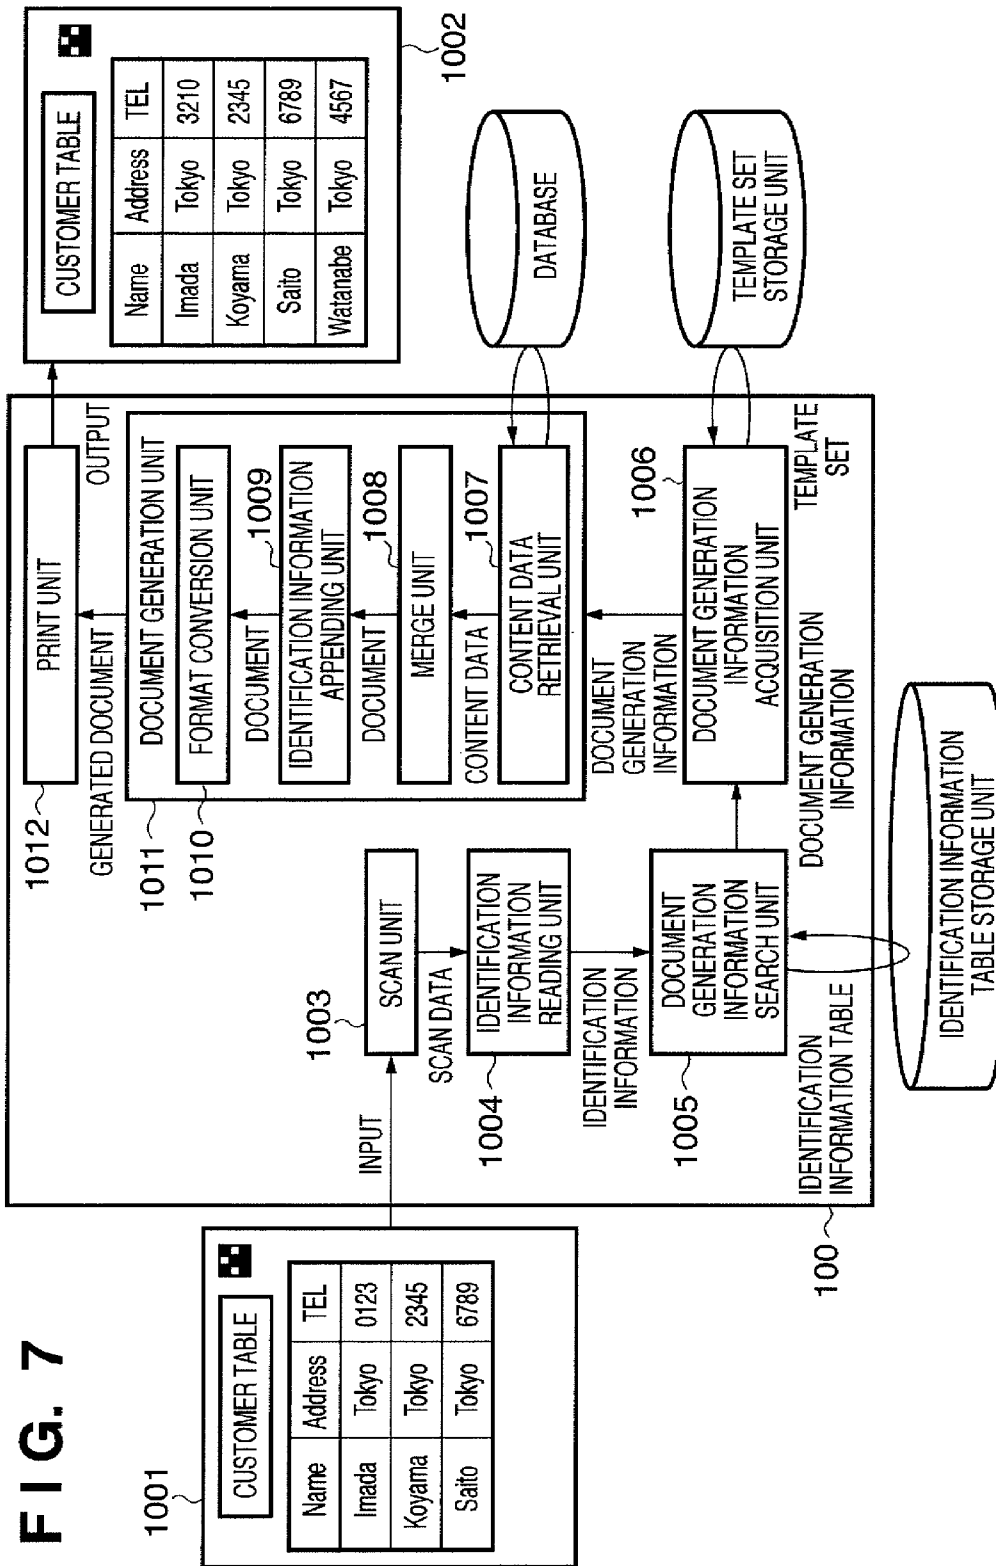 FIG. 7
1001
CUSTOMER TABLE
Name Address TEL
Imada Tokyo 0123
Koyama Tokyo 2345
Saito Tokyo 6789
INPUT
100
1003
SCAN UNIT
SCAN DATA
1004
IDENTIFICATION
INFORMATION
READING UNIT
IDENTIFICATION
INFORMATION
1005
DOCUMENT
GENERATION
INFORMATION
SEARCH UNIT
IDENTIFICATION
INFORMATION TABLE
IDENTIFICATION INFORMATION
TABLE STORAGE UNIT
DOCUMENT GENERATION
INFORMATION
1006
DOCUMENT GENERATION
INFORMATION
ACQUISITION UNIT
TEMPLATE
SET
TEMPLATE SET
STORAGE UNIT
DOCUMENT
GENERATION
INFORMATION
1011
DOCUMENT GENERATION UNIT
1010
FORMAT CONVERSION UNIT
DOCUMENT
1009
IDENTIFICATION INFORMATION
APPENDING UNIT
DOCUMENT
1008
MERGE UNIT
CONTENT DATA
1007
CONTENT DATA
RETRIEVAL UNIT
DATABASE
1012
PRINT UNIT
GENERATED DOCUMENT
OUTPUT
1002
CUSTOMER TABLE
Name Address TEL
Imada Tokyo 3210
Koyama Tokyo 2345
Saito Tokyo 6789
Watanabe Tokyo 4567